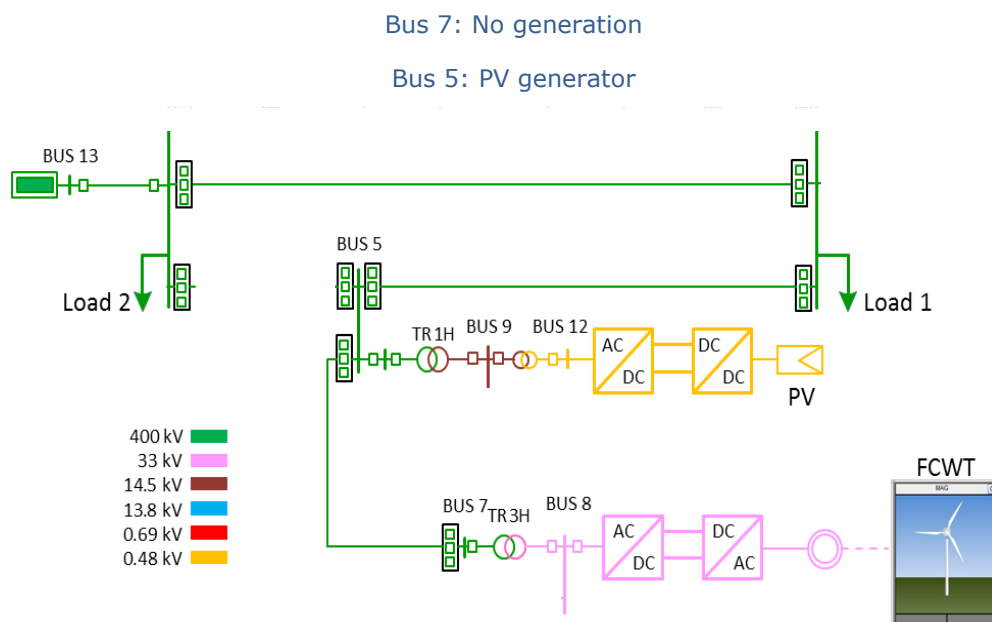 Bus 7: No generation
Bus 5: PV generator
BUS 13
BUS 5
Load 2
Load 1
TR 1H
BUS 9
BUS 12
AC
DC
DC
DC
PV
400 kV
33 kV
14.5 kV
13.8 kV
0.69 kV
0.48 kV
FCWT
MAG
BUS 7
TR 3H
BUS 8
AC
DC
DC
AC